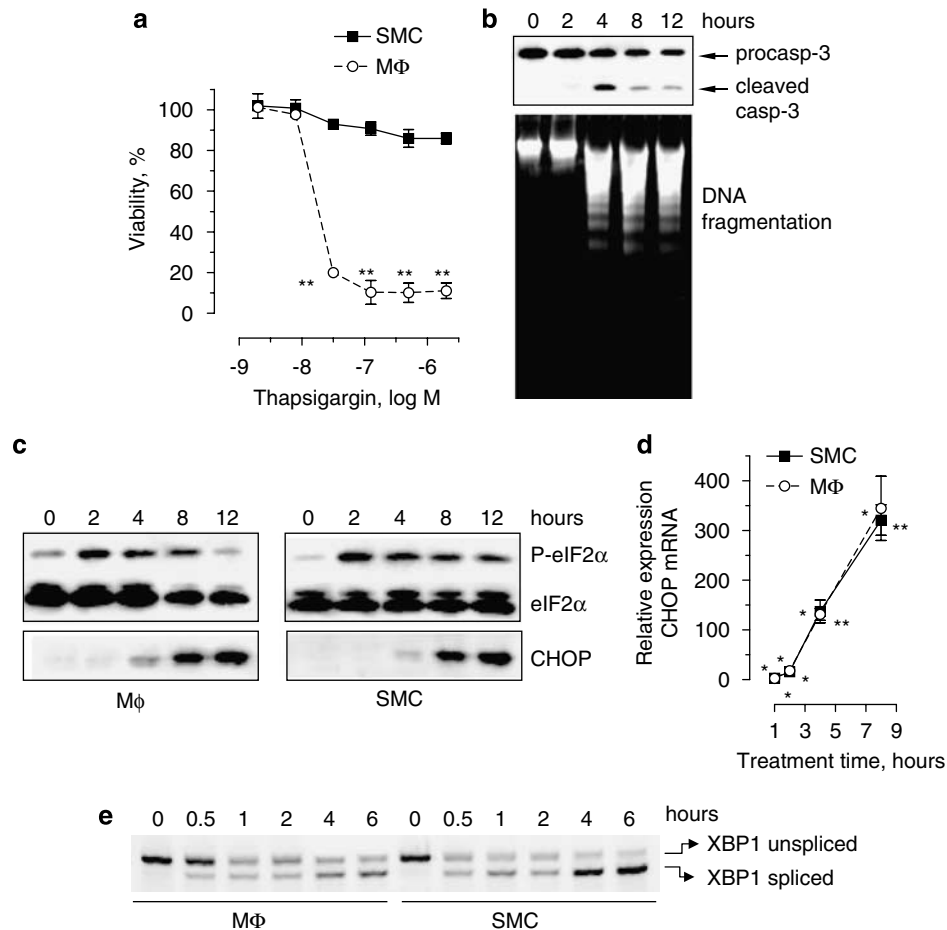 a
SMC
MΦ
100
80
60
40
20
0
Viability, %
**
**
**
**
-9
-8
-7
-6
Thapsigargin, log M
b
0 2 4 8 12 hours
procasp-3
cleaved
casp-3
DNA
fragmentation
c
0 2 4 8 12
0 2 4 8 12
hours
P-eIF2α
eIF2α
CHOP
Mϕ
SMC
d
SMC
MΦ
400
300
200
100
0
Relative expression
CHOP mRNA
*
**
*
**
*
*
*
*
1 3 5 7 9
Treatment time, hours
e
0 0.5 1 2 4 6 0 0.5 1 2 4 6 hours
XBP1 unspliced
XBP1 spliced
MΦ
SMC